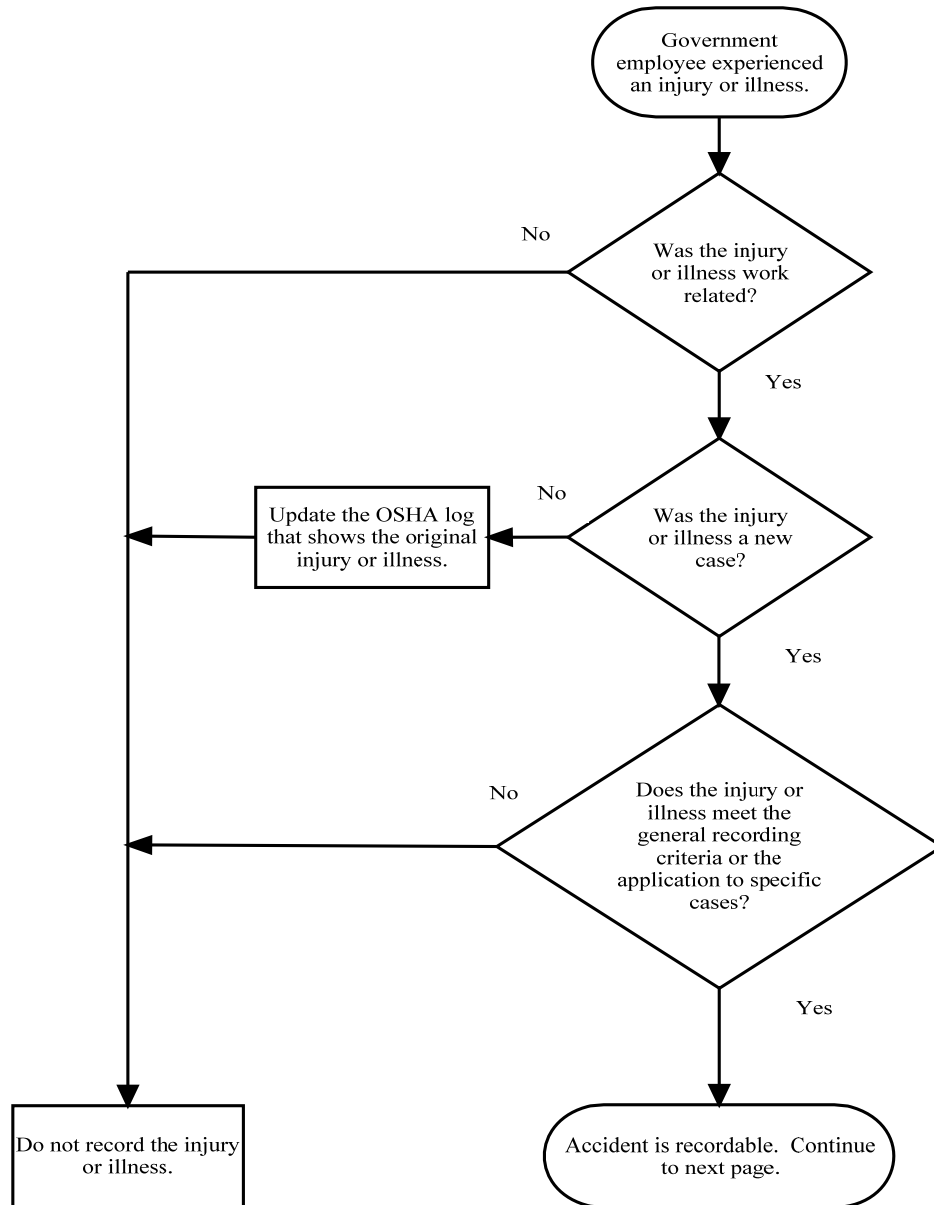 Government
employee experienced
an injury or illness.
No
Was the injury
or illness work
related?
Yes
No
Update the OSHA log
that shows the original
injury or illness.
Was the injury
or illness a new
case?
Yes
No
Does the injury or
illness meet the
general recording
criteria or the
application to specific
cases?
Yes
Do not record the injury
or illness.
Accident is recordable.  Continue
to next page.